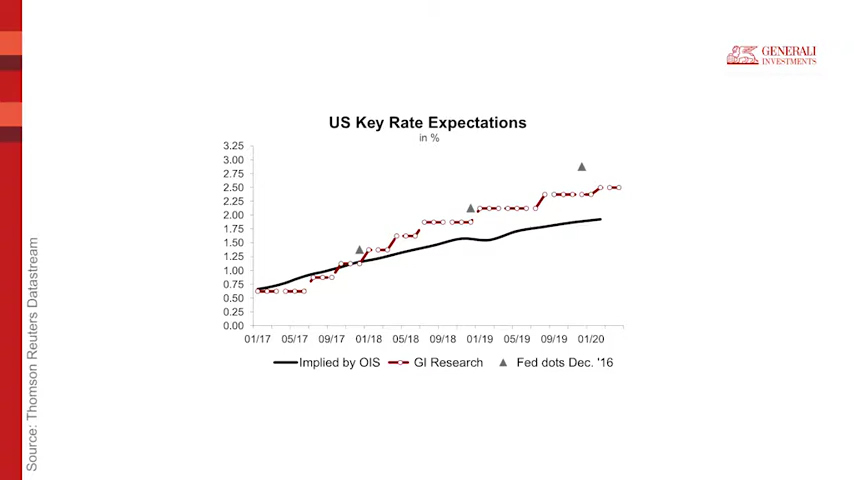 GENERALI
INVESTMENTS
US Key Rate Expectations
in %
3.25
3.00
2.75
2.50
2.25
2.00
1.75
1.50
1.25
1.00
0.75
0.50
0.25
0.00
01/17 05/17 09/17 01/18 05/18 09/18 01/19 05/19 09/19 01/20
Implied by OIS GI Research Fed dots Dec. '16
Source: Thomson Reuters Datastream